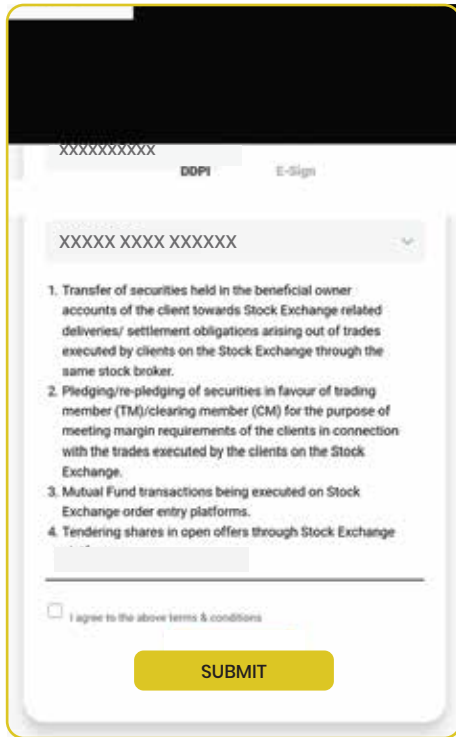 XXXXXXXXXX
DDPI E-Sign
XXXXX XXXX XXXXXX
1. Transfer of securities held in the beneficial owner
accounts of the client towards Stock Exchange related
deliveries/ settlement obligations arising out of trades
executed by clients on the Stock Exchange through the
same stock broker.
2. Pledging/re-pledging of securities in favour of trading
member (TM)/clearing member (CM) for the purpose of
meeting margin requirements of the clients in connection
with the trades executed by the clients on the Stock
Exchange.
3. Mutual Fund transactions being executed on Stock
Exchange order entry platforms.
4. Tendering shares in open offers through Stock Exchange
I agree to the above terms & conditions
SUBMIT